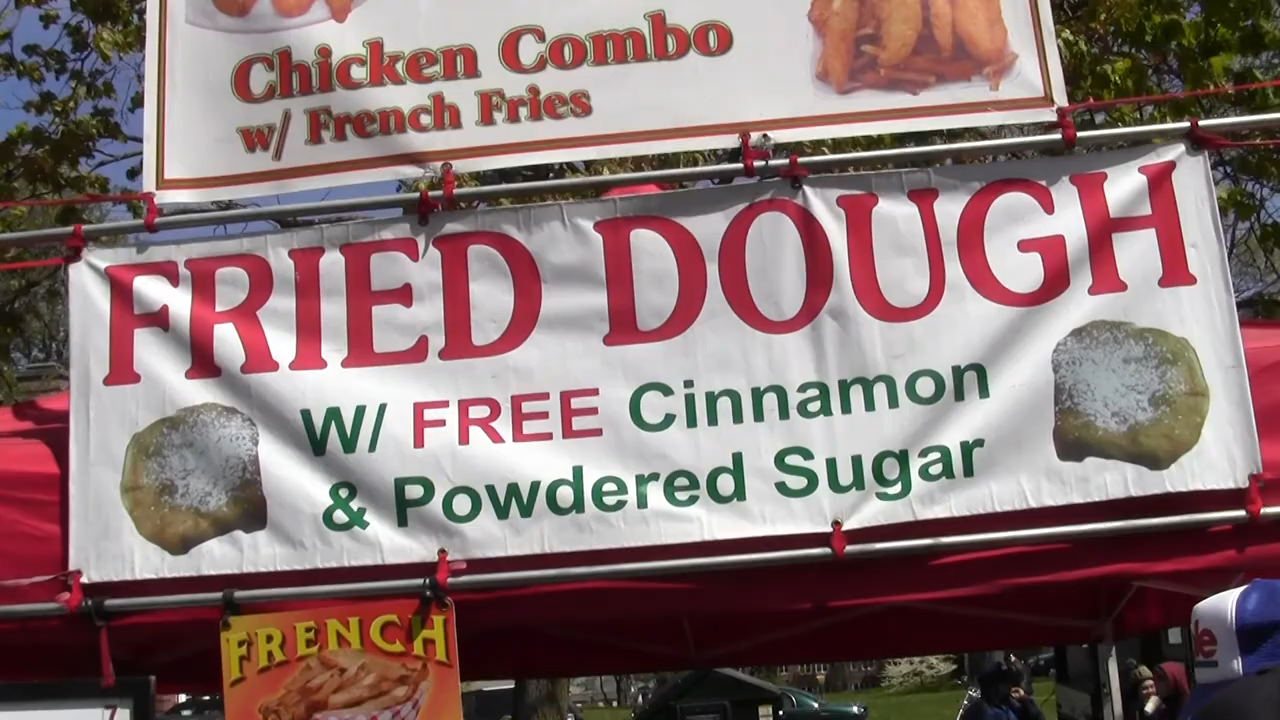 Chicken Combo
w/ French Fries
FRIED DOUGH
W/ FREE Cinnamon
& Powdered Sugar
FRENCH